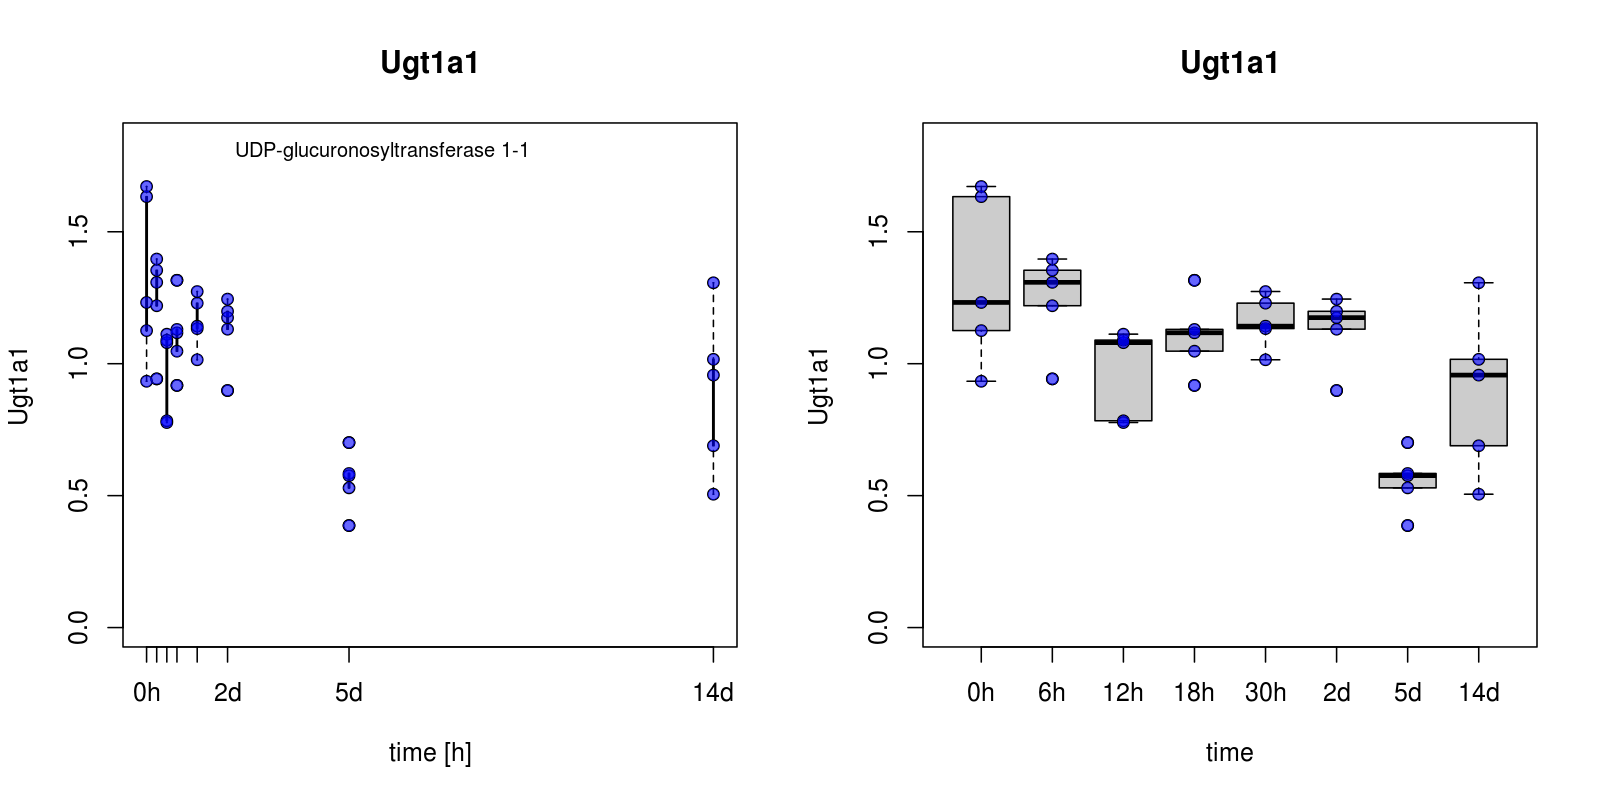 Ugt1a1
UDP-glucuronosyltransferase 1-1
Ugt1a1
1.5
1.0
0.5
0.0
0h 2d 5d 14d
time [h]
Ugt1a1
Ugt1a1
1.5
1.0
0.5
0.0
0h 6h 12h 18h 30h 2d 5d 14d
time